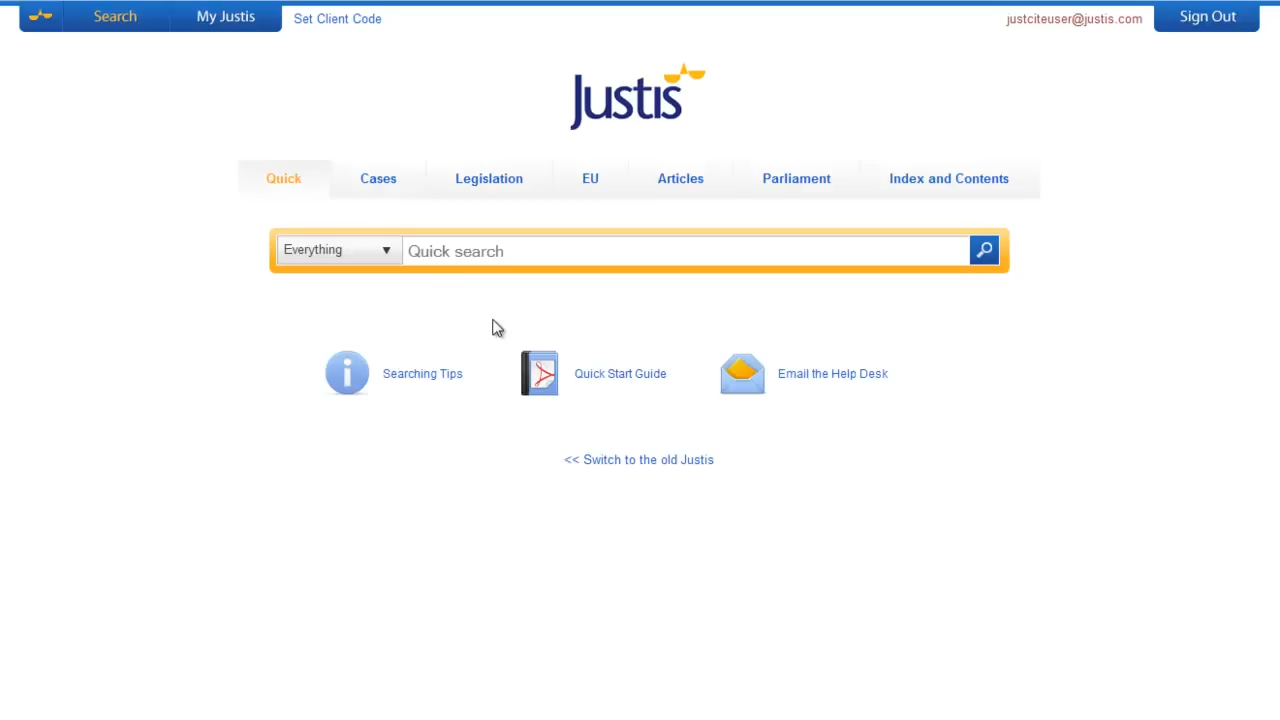 Search My Justis Set Client Code justciteuser@justis.com Sign Out
Justis
Quick Cases Legislation EU Articles Parliament Index and Contents
Everything Quick search
Searching Tips Quick Start Guide Email the Help Desk
<< Switch to the old Justis